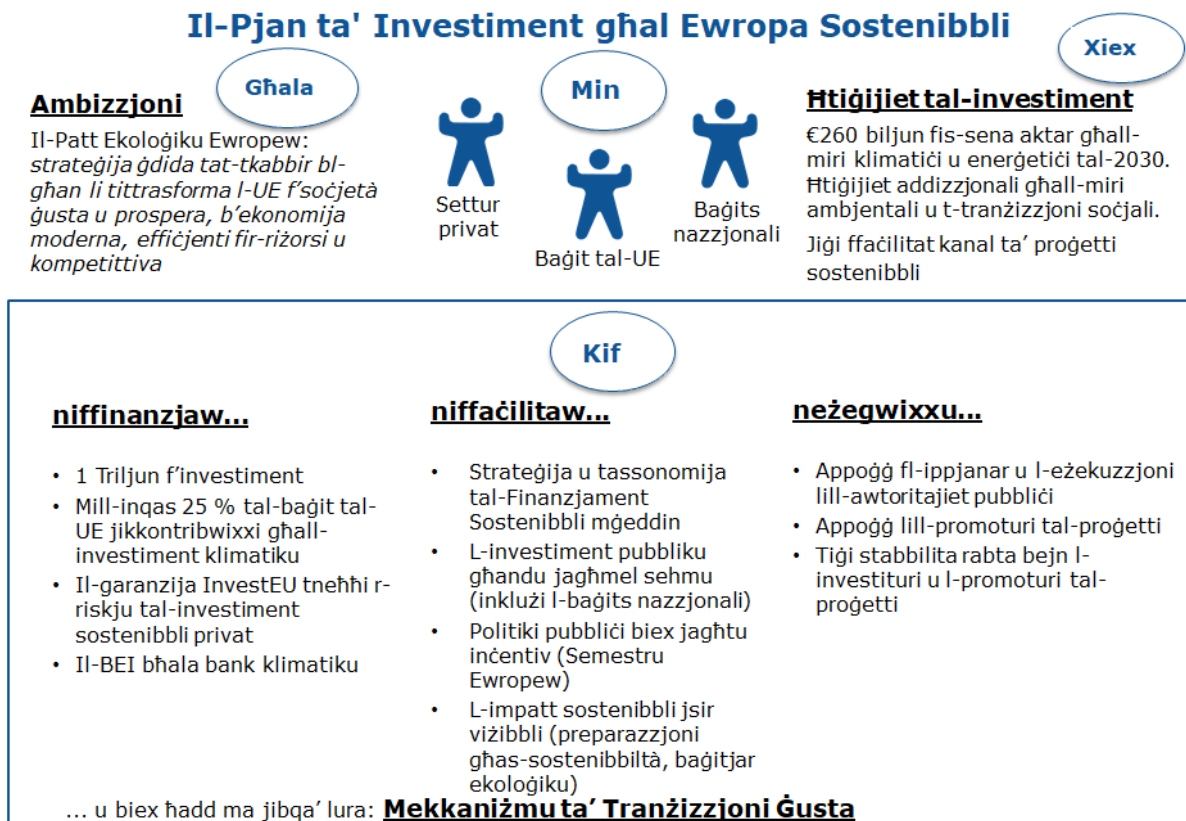 Il-Pjan ta' Investiment għal Ewropa Sostenibbli
Għala
Ambizzjoni
Il-Patt Ekoloġiku Ewropew:
strateġija ġdida tat-tkabbir bl-
għan li tittrasforma l-UE f’soċjetà
ġusta u prospera, b’ekonomija
moderna, effiċjenti fir-riżorsi u
kompetittiva
Min
Settur
privat
Baġit tal-UE
Baġits
nazzjonali
Xiex
Ħtiġijiet tal-investiment
€260 biljun fis-sena aktar għall-
miri klimatiċi u enerġetiċi tal-2030.
Ħtiġijiet addizzjonali għall-miri
ambjentali u t-tranżizzjoni soċjali.
Jiġi ffaċilitat kanal ta’ proġetti
sostenibbli
Kif
niffinanzjaw...
• 1 Triljun f’investiment
• Mill-inqas 25 % tal-baġit tal-
UE jikkontribwixxi għall-
investiment klimatiku
• Il-garanzija InvestEU tneħħi r-
riskju tal-investiment
sostenibbli privat
• Il-BEI bħala bank klimatiku
niffaċilitaw...
• Strateġija u tassonomija
tal-Finanzjament
Sostenibbli mġeddin
• L-investiment pubbliku
għandu jagħmel sehmu
(inklużi l-baġits nazzjonali)
• Politiki pubbliċi biex jagħtu
inċentiv (Semestru
Ewropew)
• L-impatt sostenibbli jsir
viżibbli (preparazzjoni
għas-sostenibbiltà, baġitjar
ekoloġiku)
neżegwixxu...
• Appoġġ fl-ippjanar u l-eżekuzzjoni
lill-awtoritajiet pubbliċi
• Appoġġ lill-promoturi tal-proġetti
• Tiġi stabbilita rabta bejn l-
investituri u l-promoturi tal-
proġetti
... u biex ħadd ma jibqa’ lura: Mekkaniżmu ta’ Tranżizzjoni Ġusta